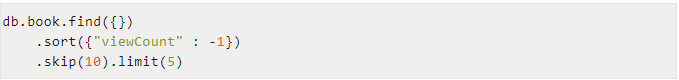 db.book.find({})
    .sort({"viewCount" : -1})
    .skip(10).limit(5)